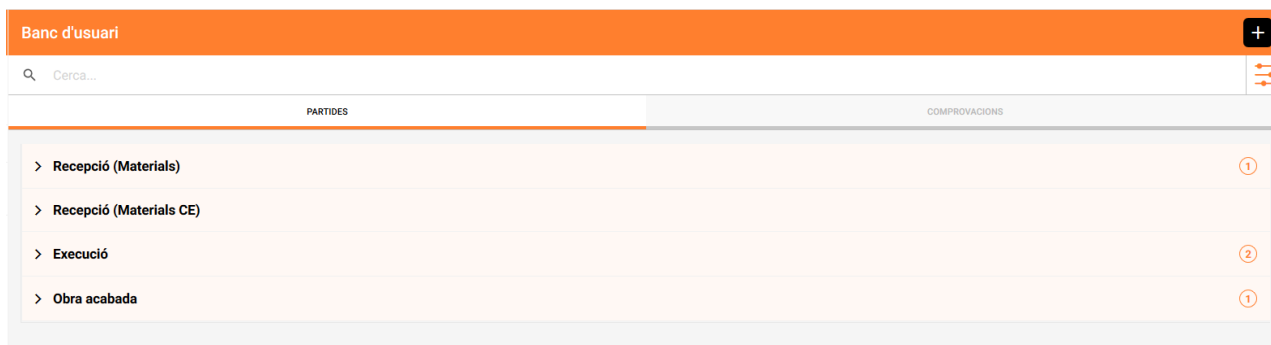 Banc d'usuari
Cerca...
PARTIDES COMPROVACIONS
Recepció (Materials) 1
Recepció (Materials CE)
Execució 2
Obra acabada 1